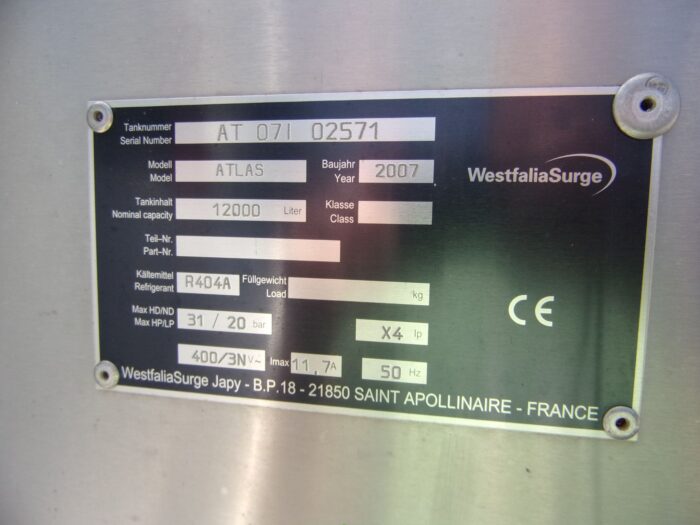 Tanknummer
Serial Number AT 07I 02571
Modell
Model ATLAS
Baujahr
Year 2007
WestfaliaSurge
Tankinhalt
Nominal capacity 12000 Liter
Klasse
Class
Teil-Nr.
Part-Nr.
Kältemittel
Refrigerant R404A
Füllgewicht
Load kg
Max HD/ND
Max HP/LP 31 / 20 bar
X4 Ip
CE
400/3N V~ Imax 11,7A 50 Hz
WestfaliaSurge Japy - B.P.18 - 21850 SAINT APOLLINAIRE - FRANCE